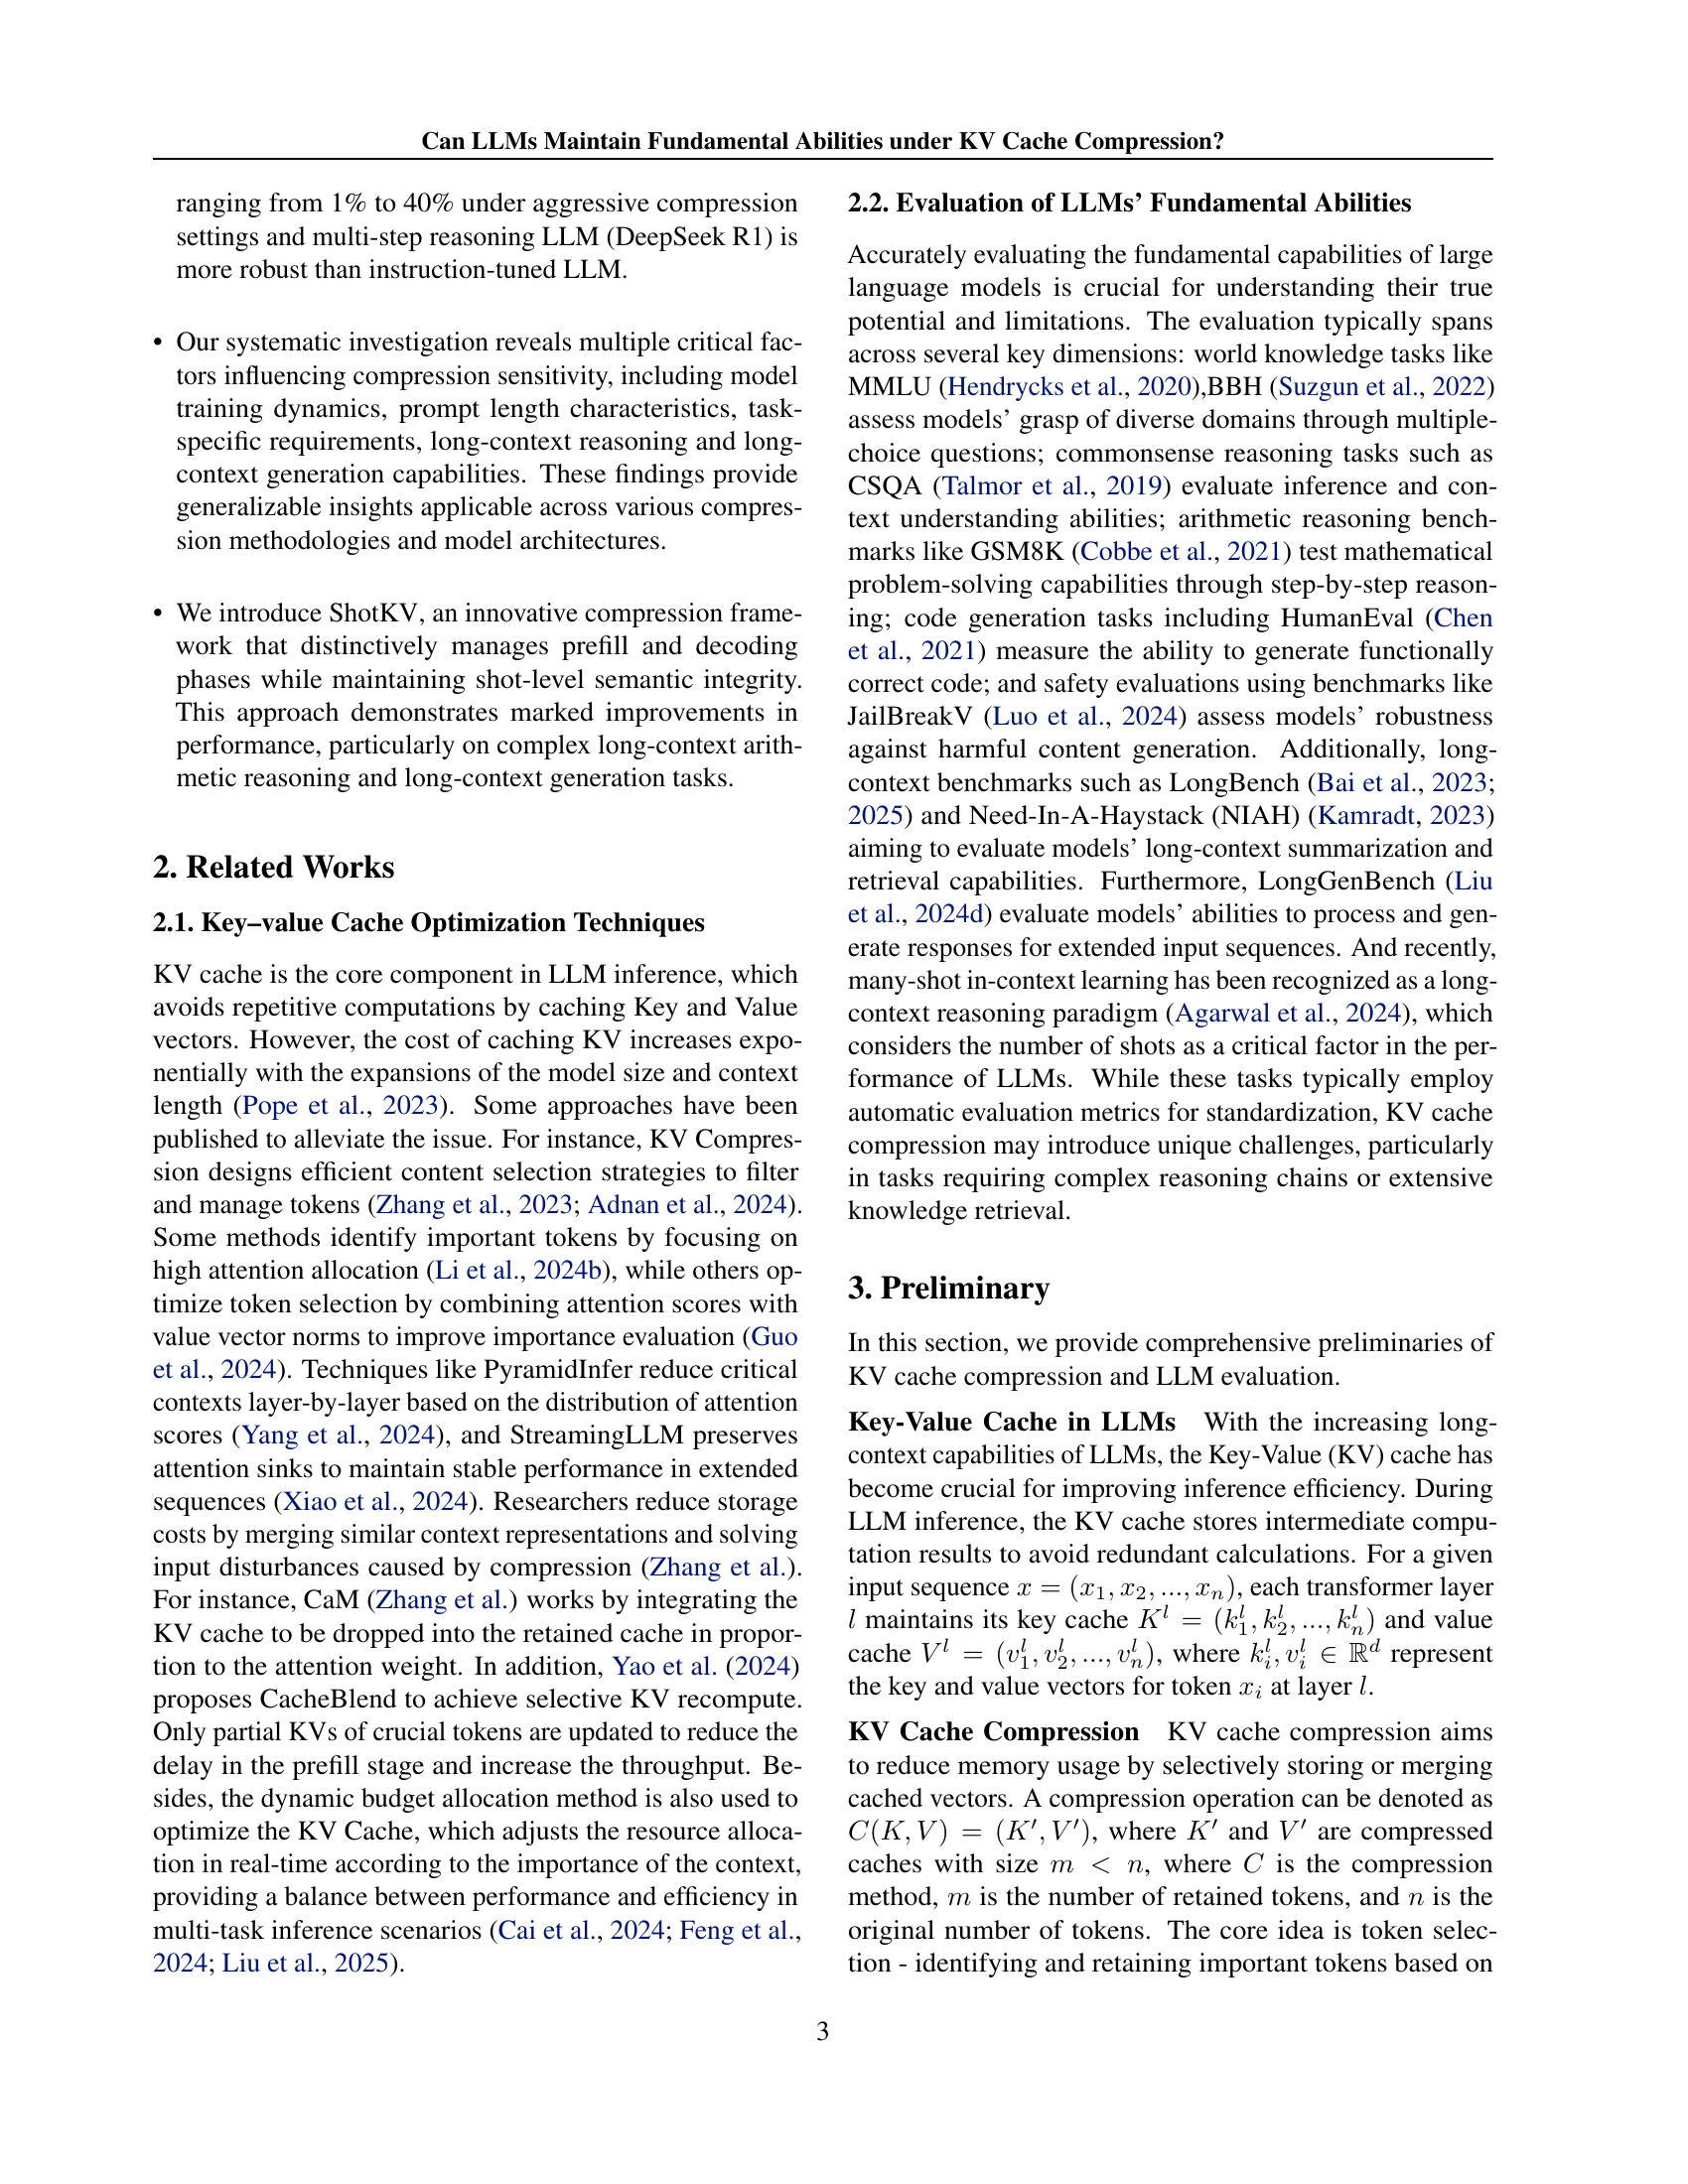 Can LLMs Maintain Fundamental Abilities under KV Cache Compression?
ranging from 1% to 40% under aggressive compression
settings and multi-step reasoning LLM (DeepSeek R1) is
more robust than instruction-tuned LLM.
• Our systematic investigation reveals multiple critical fac-
tors influencing compression sensitivity, including model
training dynamics, prompt length characteristics, task-
specific requirements, long-context reasoning and long-
context generation capabilities. These findings provide
generalizable insights applicable across various compres-
sion methodologies and model architectures.
• We introduce ShotKV, an innovative compression frame-
work that distinctively manages prefill and decoding
phases while maintaining shot-level semantic integrity.
This approach demonstrates marked improvements in
performance, particularly on complex long-context arith-
metic reasoning and long-context generation tasks.
2. Related Works
2.1. Key–value Cache Optimization Techniques
KV cache is the core component in LLM inference, which
avoids repetitive computations by caching Key and Value
vectors. However, the cost of caching KV increases expo-
nentially with the expansions of the model size and context
length (Pope et al., 2023). Some approaches have been
published to alleviate the issue. For instance, KV Compres-
sion designs efficient content selection strategies to filter
and manage tokens (Zhang et al., 2023; Adnan et al., 2024).
Some methods identify important tokens by focusing on
high attention allocation (Li et al., 2024b), while others op-
timize token selection by combining attention scores with
value vector norms to improve importance evaluation (Guo
et al., 2024). Techniques like PyramidInfer reduce critical
contexts layer-by-layer based on the distribution of attention
scores (Yang et al., 2024), and StreamingLLM preserves
attention sinks to maintain stable performance in extended
sequences (Xiao et al., 2024). Researchers reduce storage
costs by merging similar context representations and solving
input disturbances caused by compression (Zhang et al.).
For instance, CaM (Zhang et al.) works by integrating the
KV cache to be dropped into the retained cache in propor-
tion to the attention weight. In addition, Yao et al. (2024)
proposes CacheBlend to achieve selective KV recompute.
Only partial KVs of crucial tokens are updated to reduce the
delay in the prefill stage and increase the throughput. Be-
sides, the dynamic budget allocation method is also used to
optimize the KV Cache, which adjusts the resource alloca-
tion in real-time according to the importance of the context,
providing a balance between performance and efficiency in
multi-task inference scenarios (Cai et al., 2024; Feng et al.,
2024; Liu et al., 2025).
2.2. Evaluation of LLMs’ Fundamental Abilities
Accurately evaluating the fundamental capabilities of large
language models is crucial for understanding their true
potential and limitations. The evaluation typically spans
across several key dimensions: world knowledge tasks like
MMLU (Hendrycks et al., 2020),BBH (Suzgun et al., 2022)
assess models’ grasp of diverse domains through multiple-
choice questions; commonsense reasoning tasks such as
CSQA (Talmor et al., 2019) evaluate inference and con-
text understanding abilities; arithmetic reasoning bench-
marks like GSM8K (Cobbe et al., 2021) test mathematical
problem-solving capabilities through step-by-step reason-
ing; code generation tasks including HumanEval (Chen
et al., 2021) measure the ability to generate functionally
correct code; and safety evaluations using benchmarks like
JailBreakV (Luo et al., 2024) assess models’ robustness
against harmful content generation. Additionally, long-
context benchmarks such as LongBench (Bai et al., 2023;
2025) and Need-In-A-Haystack (NIAH) (Kamradt, 2023)
aiming to evaluate models’ long-context summarization and
retrieval capabilities. Furthermore, LongGenBench (Liu
et al., 2024d) evaluate models’ abilities to process and gen-
erate responses for extended input sequences. And recently,
many-shot in-context learning has been recognized as a long-
context reasoning paradigm (Agarwal et al., 2024), which
considers the number of shots as a critical factor in the per-
formance of LLMs. While these tasks typically employ
automatic evaluation metrics for standardization, KV cache
compression may introduce unique challenges, particularly
in tasks requiring complex reasoning chains or extensive
knowledge retrieval.
3. Preliminary
In this section, we provide comprehensive preliminaries of
KV cache compression and LLM evaluation.
Key-Value Cache in LLMs With the increasing long-
context capabilities of LLMs, the Key-Value (KV) cache has
become crucial for improving inference efficiency. During
LLM inference, the KV cache stores intermediate compu-
tation results to avoid redundant calculations. For a given
input sequence $x = (x_1, x_2, ..., x_n)$, each transformer layer
$l$ maintains its key cache $K^l = (k_1^l, k_2^l, ..., k_n^l)$ and value
cache $V^l = (v_1^l, v_2^l, ..., v_n^l)$, where $k_i^l, v_i^l \in \mathbb{R}^d$ represent
the key and value vectors for token $x_i$ at layer $l$.
KV Cache Compression KV cache compression aims
to reduce memory usage by selectively storing or merging
cached vectors. A compression operation can be denoted as
$C(K, V) = (K', V')$, where $K'$ and $V'$ are compressed
caches with size $m < n$, where $C$ is the compression
method, $m$ is the number of retained tokens, and $n$ is the
original number of tokens. The core idea is token selec-
tion - identifying and retaining important tokens based on
3